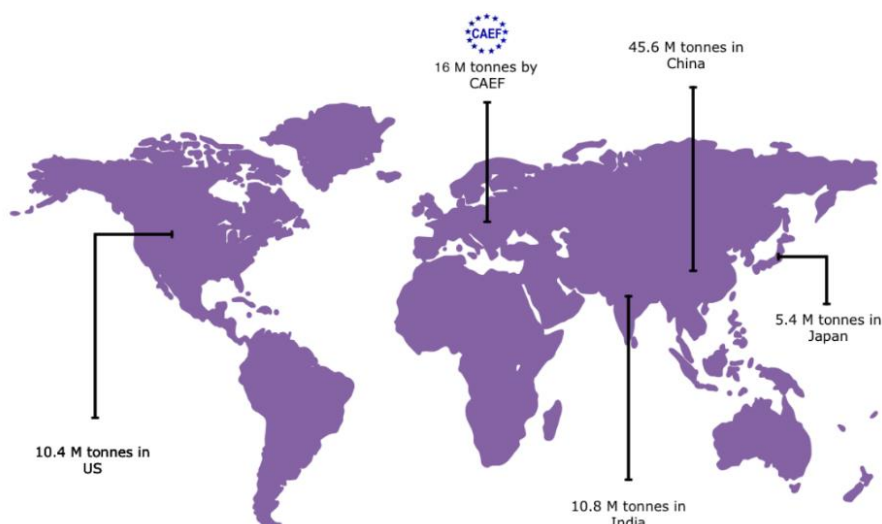 CAEF
16 M tonnes by
CAEF
45.6 M tonnes in
China
5.4 M tonnes in
Japan
10.4 M tonnes in
US
10.8 M tonnes in
India